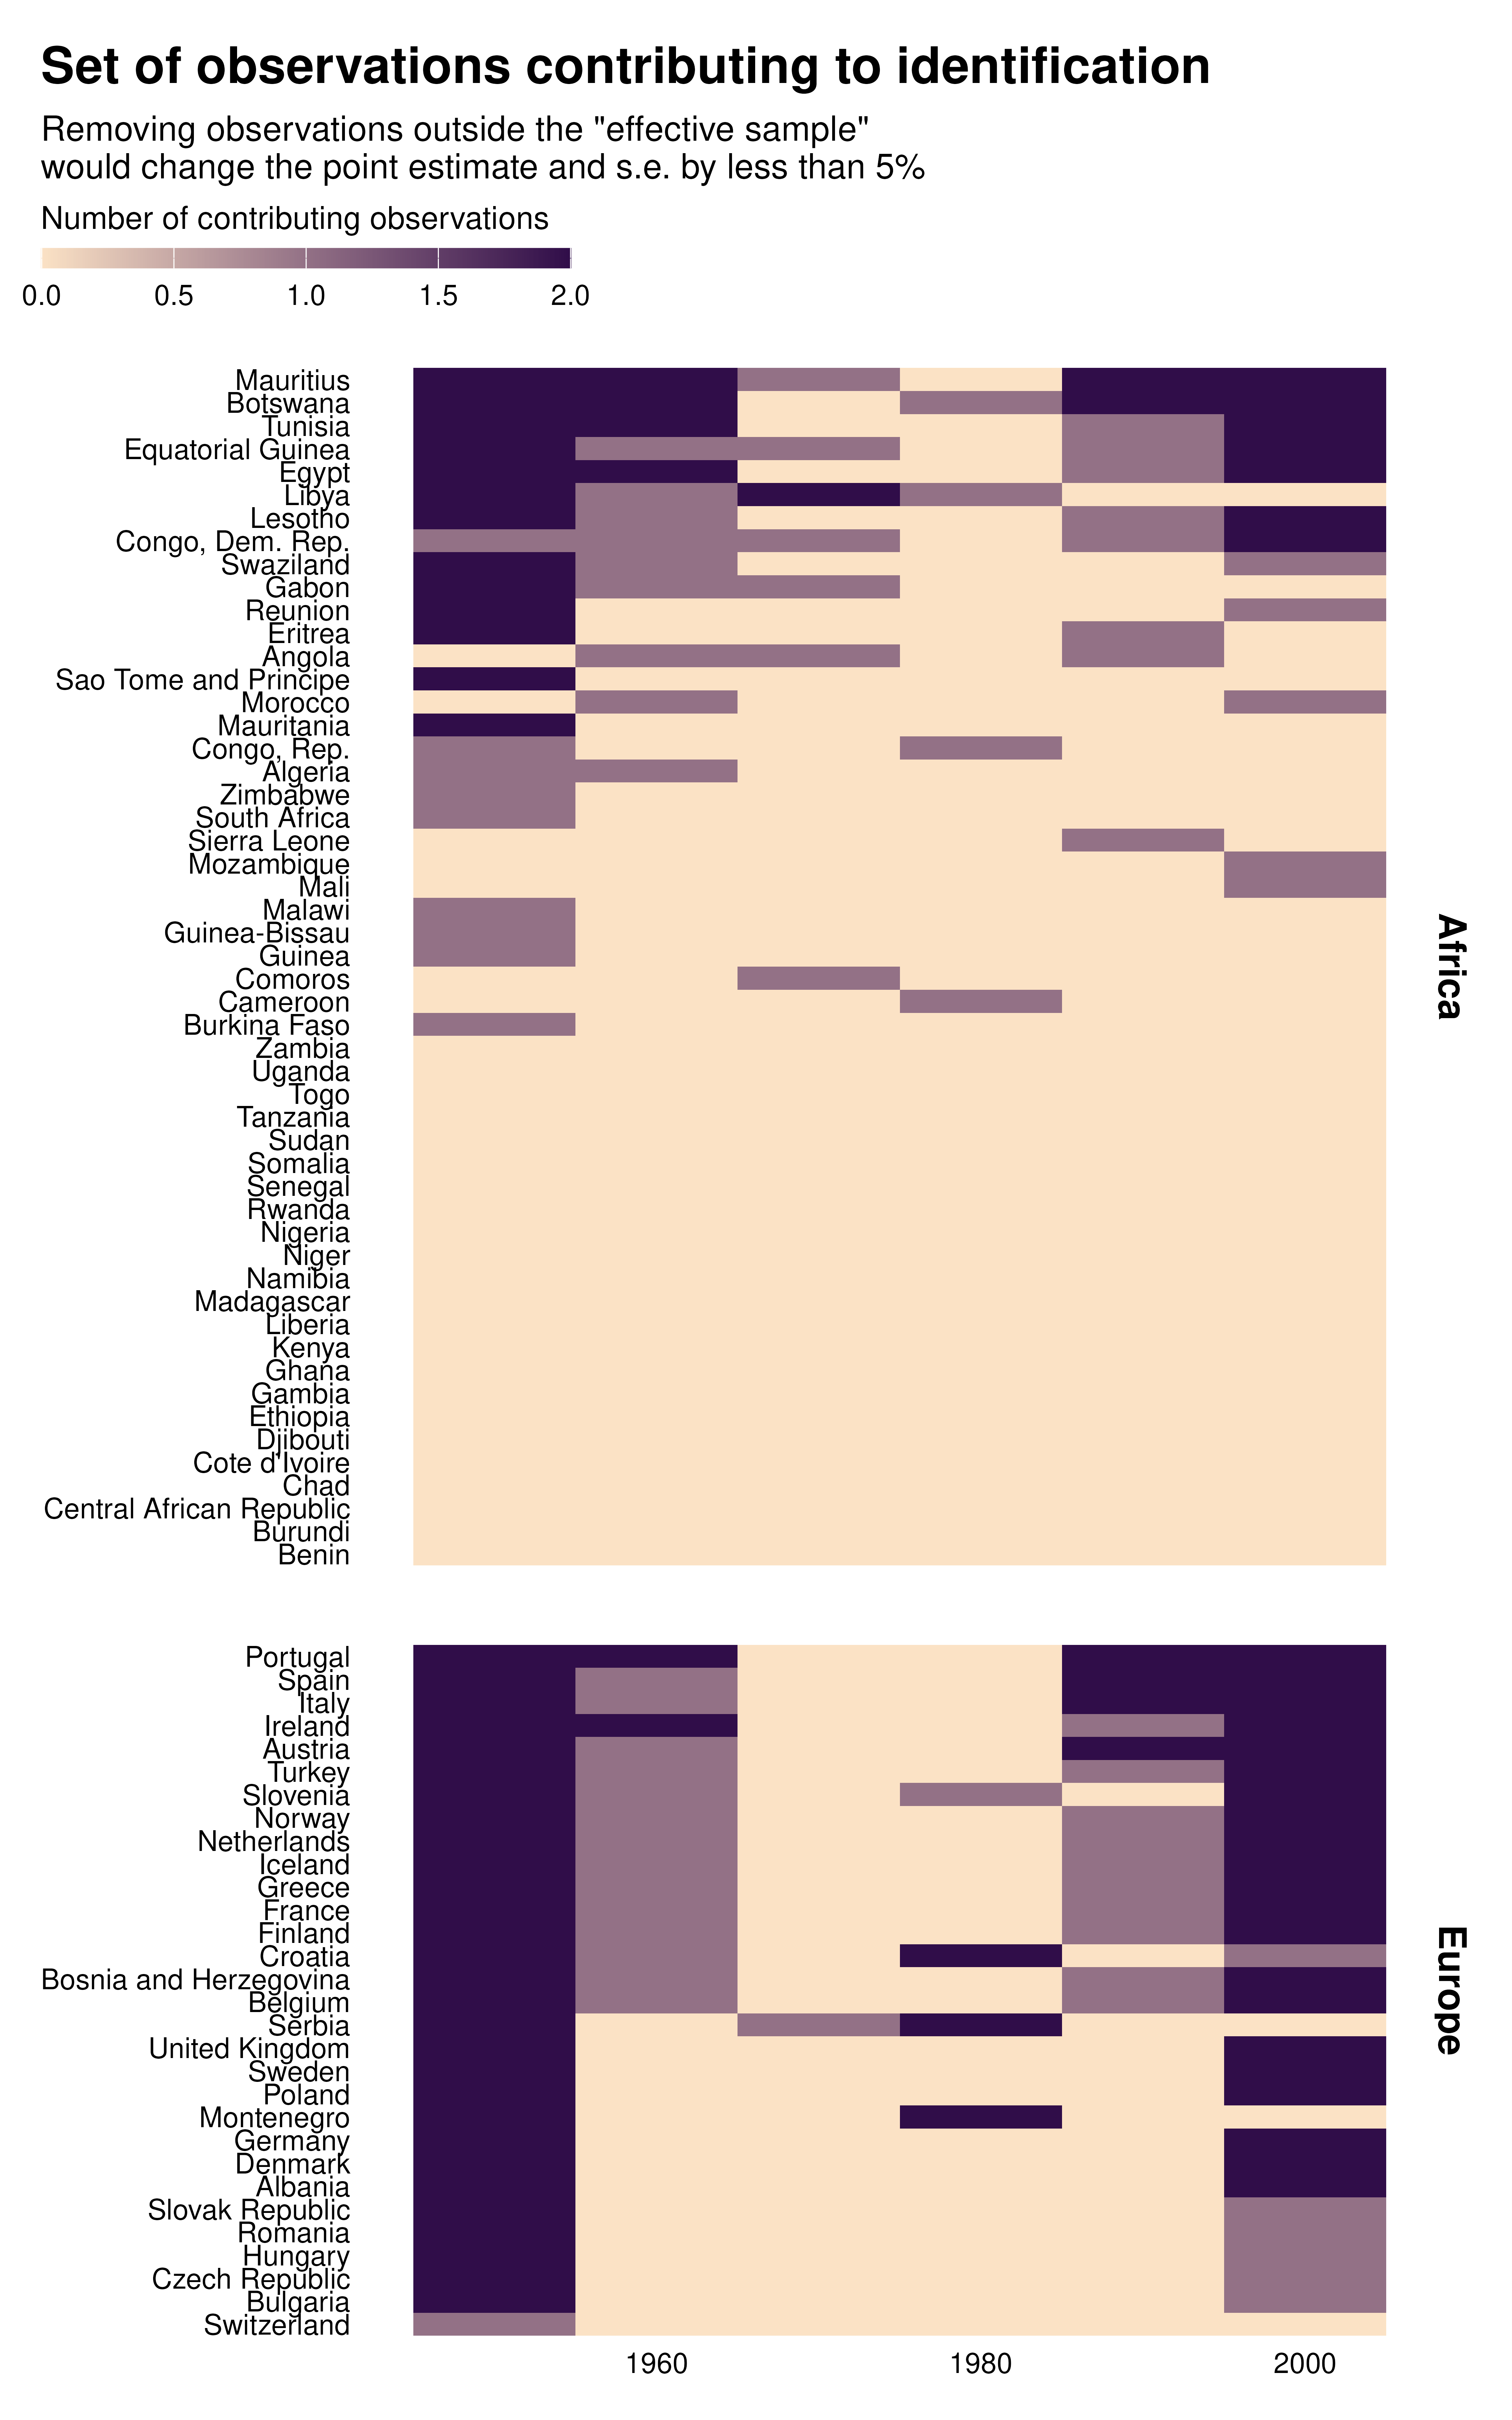 Set of observations contributing to identification
Removing observations outside the "effective sample"
would change the point estimate and s.e. by less than 5%
Number of contributing observations
0.0 0.5 1.0 1.5 2.0
Mauritius
Botswana
Tunisia
Equatorial Guinea
Egypt
Libya
Lesotho
Congo, Dem. Rep.
Swaziland
Gabon
Reunion
Eritrea
Angola
Sao Tome and Principe
Morocco
Mauritania
Congo, Rep.
Algeria
Zimbabwe
South Africa
Sierra Leone
Mozambique
Mali
Malawi
Guinea-Bissau
Guinea
Comoros
Cameroon
Burkina Faso
Zambia
Uganda
Togo
Tanzania
Sudan
Somalia
Senegal
Rwanda
Nigeria
Niger
Namibia
Madagascar
Liberia
Kenya
Ghana
Gambia
Ethiopia
Djibouti
Cote d'Ivoire
Chad
Central African Republic
Burundi
Benin
Africa
Portugal
Spain
Italy
Ireland
Austria
Turkey
Slovenia
Norway
Netherlands
Iceland
Greece
France
Finland
Croatia
Bosnia and Herzegovina
Belgium
Serbia
United Kingdom
Sweden
Poland
Montenegro
Germany
Denmark
Albania
Slovak Republic
Romania
Hungary
Czech Republic
Bulgaria
Switzerland
Europe
1960 1980 2000